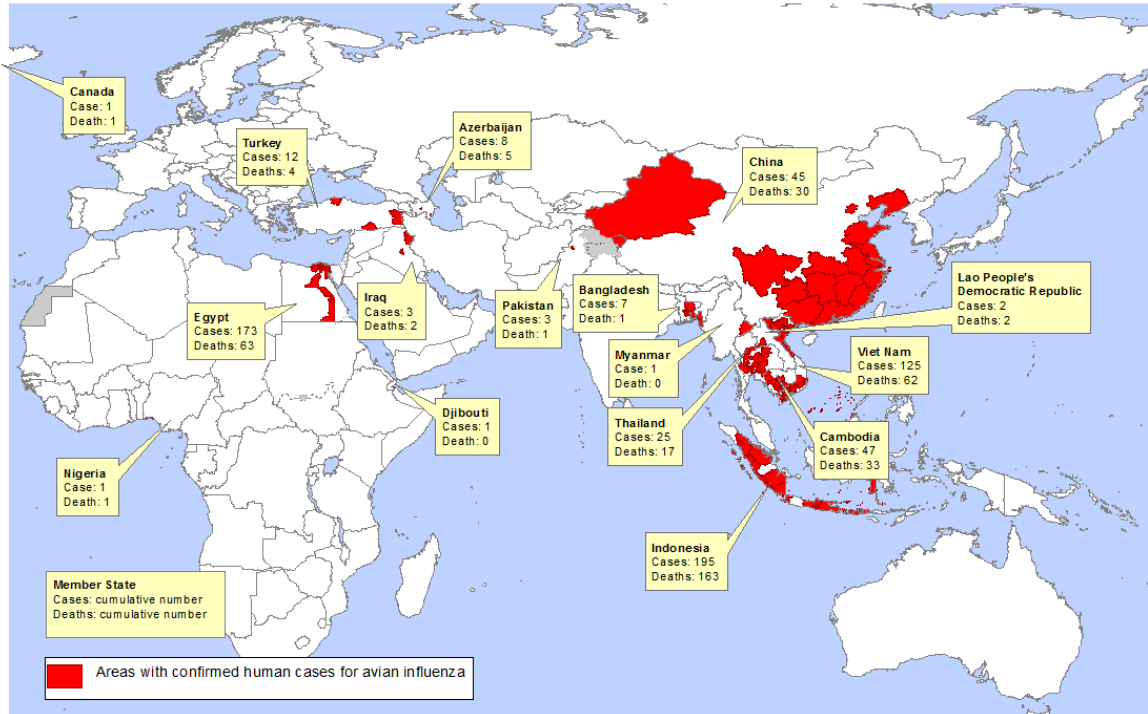 Canada
Case: 1
Death: 1
Turkey
Cases: 12
Deaths: 4
Azerbaijan
Cases: 8
Deaths: 5
China
Cases: 45
Deaths: 30
Egypt
Cases: 173
Deaths: 63
Iraq
Cases: 3
Deaths: 2
Pakistan
Cases: 3
Death: 1
Bangladesh
Cases: 7
Death: 1
Lao People's
Democratic Republic
Cases: 2
Deaths: 2
Myanmar
Case: 1
Death: 0
Viet Nam
Cases: 125
Deaths: 62
Djibouti
Cases: 1
Death: 0
Thailand
Cases: 25
Deaths: 17
Cambodia
Cases: 47
Deaths: 33
Nigeria
Case: 1
Death: 1
Indonesia
Cases: 195
Deaths: 163
Member State
Cases: cumulative number
Deaths: cumulative number
Areas with confirmed human cases for avian influenza